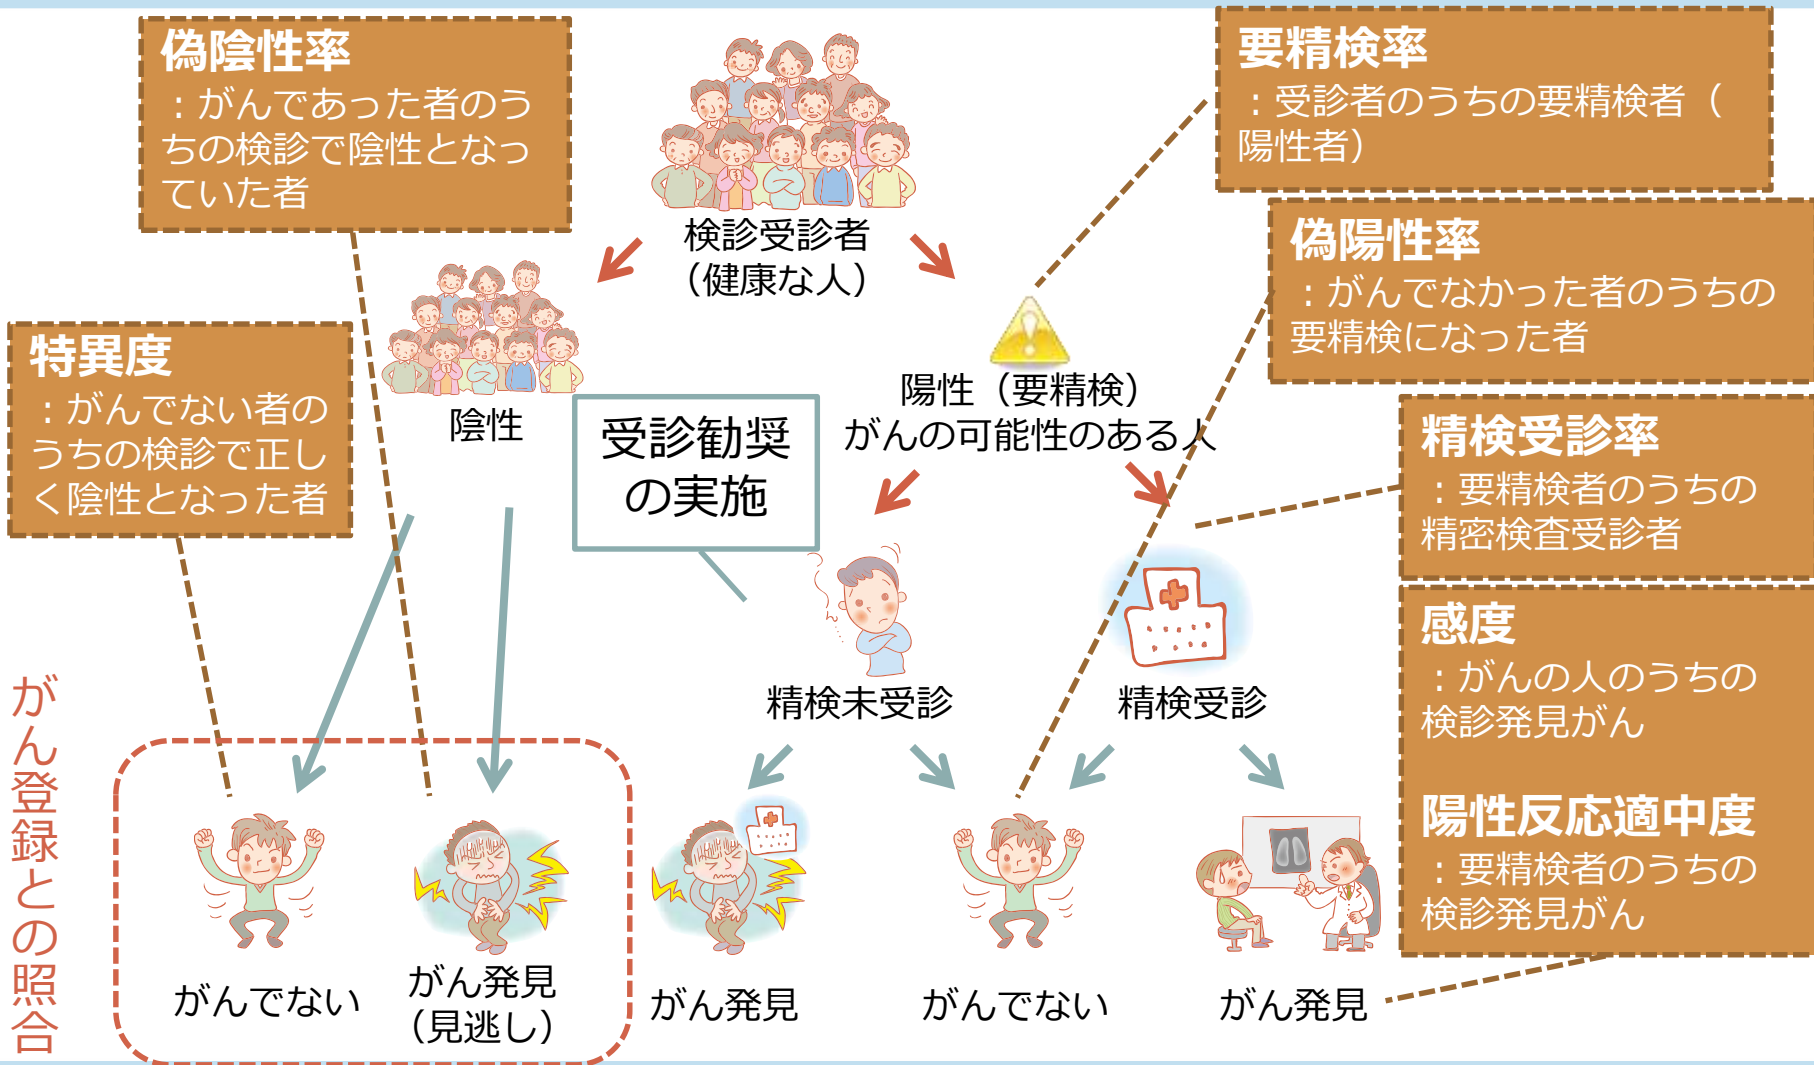 偽陰性率
：がんであった者のう
ちの検診で陰性となっ
ていた者
要精検率
：受診者のうちの要精検者（
陽性者）
検診受診者
（健康な人）
偽陽性率
：がんでなかった者のうちの
要精検になった者
特異度
：がんでない者の
うちの検診で正し
く陰性となった者
陰性
受診勧奨
の実施
陽性（要精検）
がんの可能性のある人
精検受診率
：要精検者のうちの
精密検査受診者
感度
：がんの人のうちの
検診発見がん
陽性反応適中度
：要精検者のうちの
検診発見がん
精検未受診
精検受診
がん登録との照合
がんでない
がん発見
（見逃し）
がん発見
がんでない
がん発見